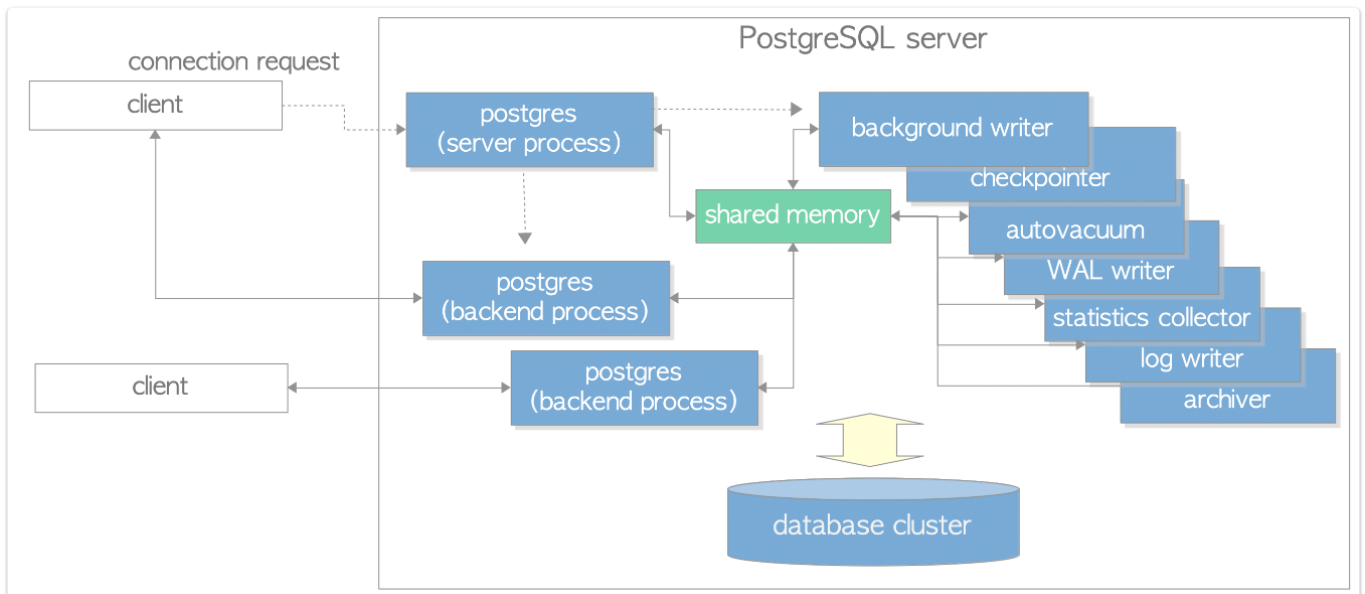 PostgreSQL server
connection request
client
postgres
(server process)
background writer
checkpointer
shared memory
autovacuum
WAL writer
postgres
(backend process)
statistics collector
log writer
client
postgres
(backend process)
archiver
database cluster